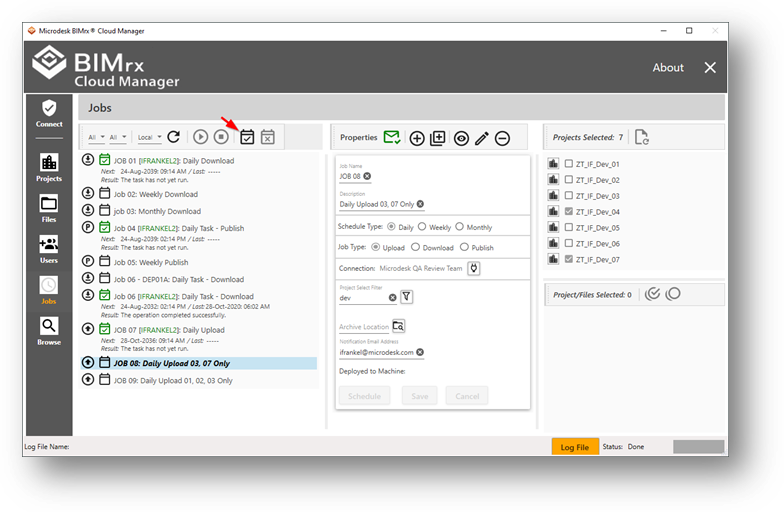 Microdesk BIMrx® Cloud Manager
BIMrx
Cloud Manager
About
Connect
Projects
Files
Users
Jobs
Browse
Jobs
All All Local
JOB 01 [IFRANKEL2]: Daily Download
Next: 24-Aug-2039: 09:14 AM / Last: -----
Result: The task has not yet run.
Job 02: Weekly Download
job 03: Monthly Download
Job 04 [IFRANKEL2]: Daily Task - Publish
Next: 24-Aug-2039: 02:14 PM / Last: -----
Result: The task has not yet run.
Job 05: Weekly Publish
Job 06 - DEP01A: Daily Task - Download
Job 06 [IFRANKEL2]: Daily Task - Download
Next: 24-Aug-2032: 02:14 PM / Last:28-Oct-2020: 06:02 AM
Result: The operation completed successfully.
JOB 07 [IFRANKEL2]: Daily Upload
Next: 28-Oct-2036: 09:14 AM / Last: -----
Result: The task has not yet run.
JOB 08: Daily Upload 03, 07 Only
JOB 09: Daily Upload 01, 02, 03 Only
Properties
Job Name
JOB 08
Description
Daily Upload 03, 07 Only
Schedule Type: Daily Weekly Monthly
Job Type: Upload Download Publish
Connection: Microdesk QA Review Team
Project Select Filter
dev
Archive Location
Notification Email Address
ifrankel@microdesk.com
Deployed to Machine:
Schedule Save Cancel
Projects Selected: 7
ZT_IF_Dev_01
ZT_IF_Dev_02
ZT_IF_Dev_03
ZT_IF_Dev_04
ZT_IF_Dev_05
ZT_IF_Dev_06
ZT_IF_Dev_07
Project/Files Selected: 0
Log File Name:
Log File
Status: Done